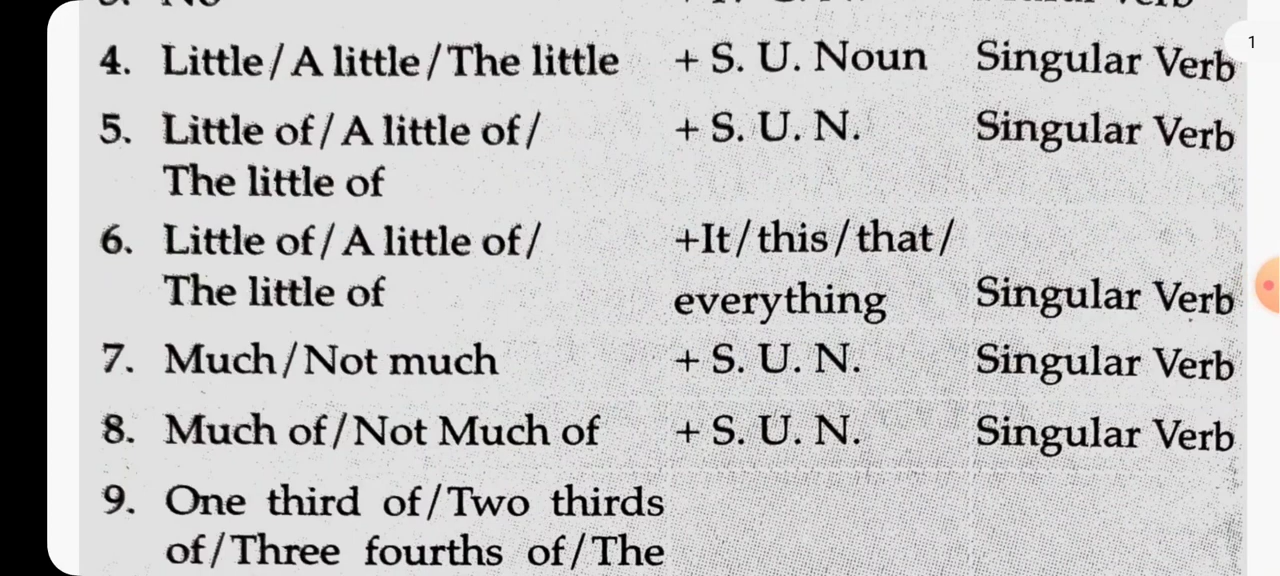 4. Little/A little/The little + S. U. Noun Singular Verb
5. Little of/A little of/ + S. U. N. Singular Verb
The little of
6. Little of/A little of/ +It/this/that/
The little of everything Singular Verb
7. Much/Not much + S. U. N. Singular Verb
8. Much of/Not Much of + S. U. N. Singular Verb
9. One third of/Two thirds
of/Three fourths of/The
1